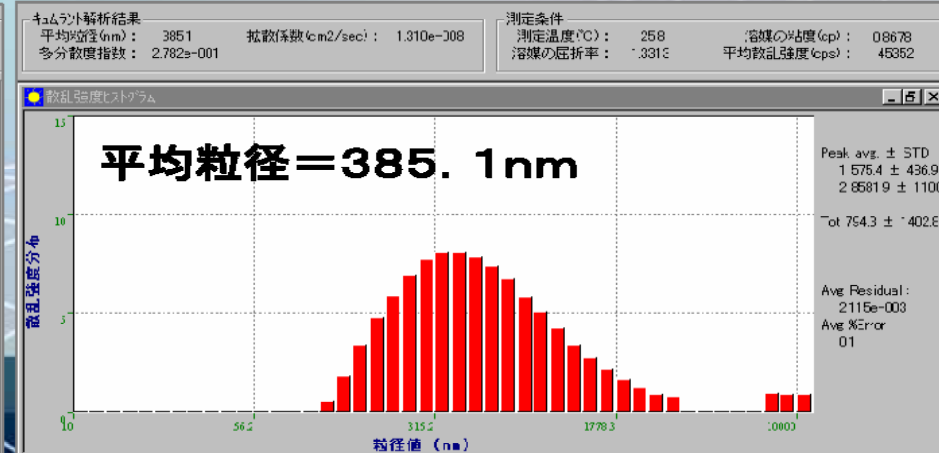 キュムラント解析結果
平均粒径(nm) : 3851 拡散係数(cm2/sec) : 1.310e-008
多分散度指数 : 2.782e-001
測定条件
測定温度(℃) : 258 溶媒の粘度(cp) : 08678
溶媒の屈折率 : 平均散乱強度(cps) : 45352
散乱強度ヒストグラム
平均粒径=385.1nm
散乱強度分布
15
10
5
0
10 56.2 315.2 1778.3
粒径値 (nm)
Peak avg. ± STD
1 575.4 ± 436.9
2 8581.9 ± 1100
Tot 794.3 ± 1402.8
Avg Residual :
2115e-003
Avg %Error
01